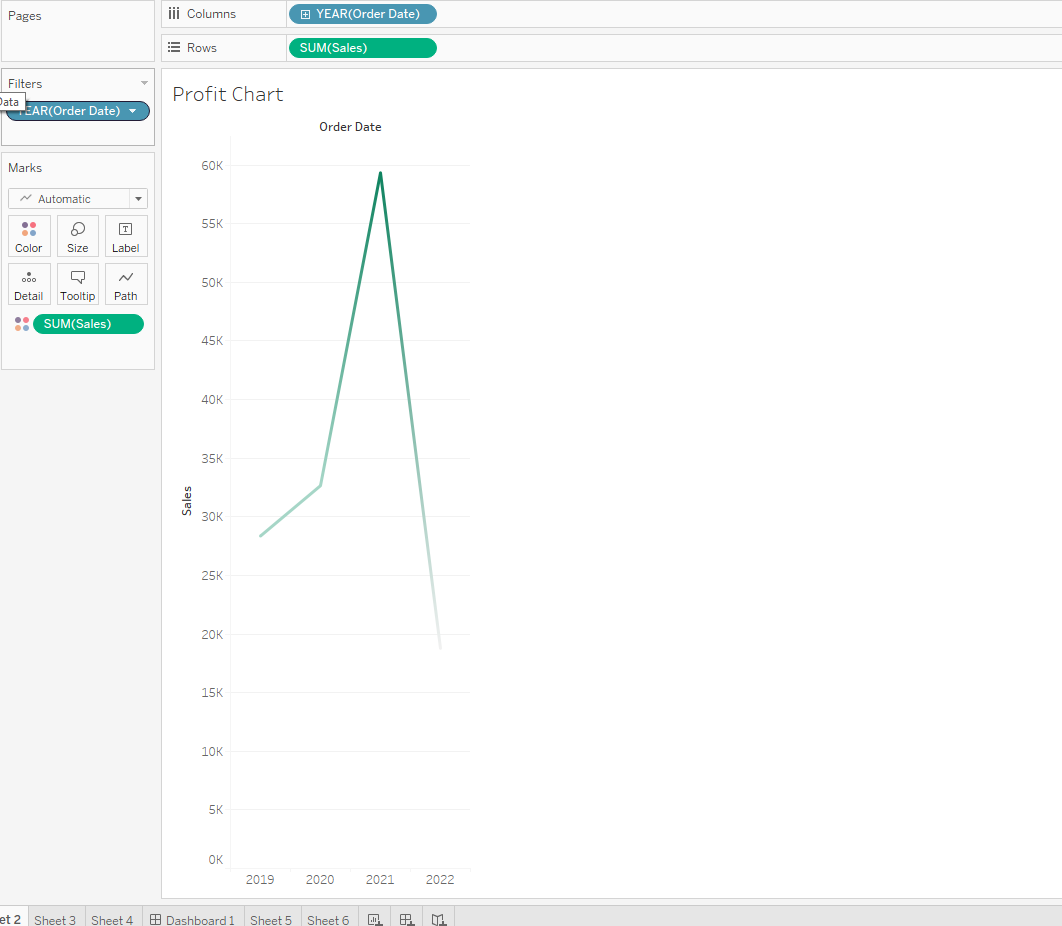 Pages
Columns
YEAR(Order Date)
Rows
SUM(Sales)
Filters
Data
YEAR(Order Date)
Marks
Automatic
Color Size Label
Detail Tooltip Path
SUM(Sales)
Profit Chart
Order Date
60K
55K
50K
45K
40K
35K
30K
25K
20K
15K
10K
5K
0K
Sales
2019 2020 2021 2022
et 2 Sheet 3 Sheet 4 Dashboard 1 Sheet 5 Sheet 6